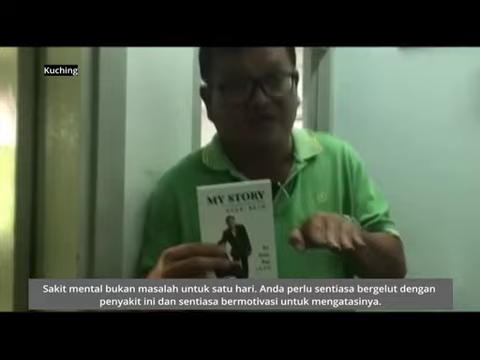 Kuching
MY STORY
Sakit mental bukan masalah untuk satu hari. Anda perlu sentiasa bergelut dengan
penyakit ini dan sentiasa bermotivasi untuk mengatasinya.